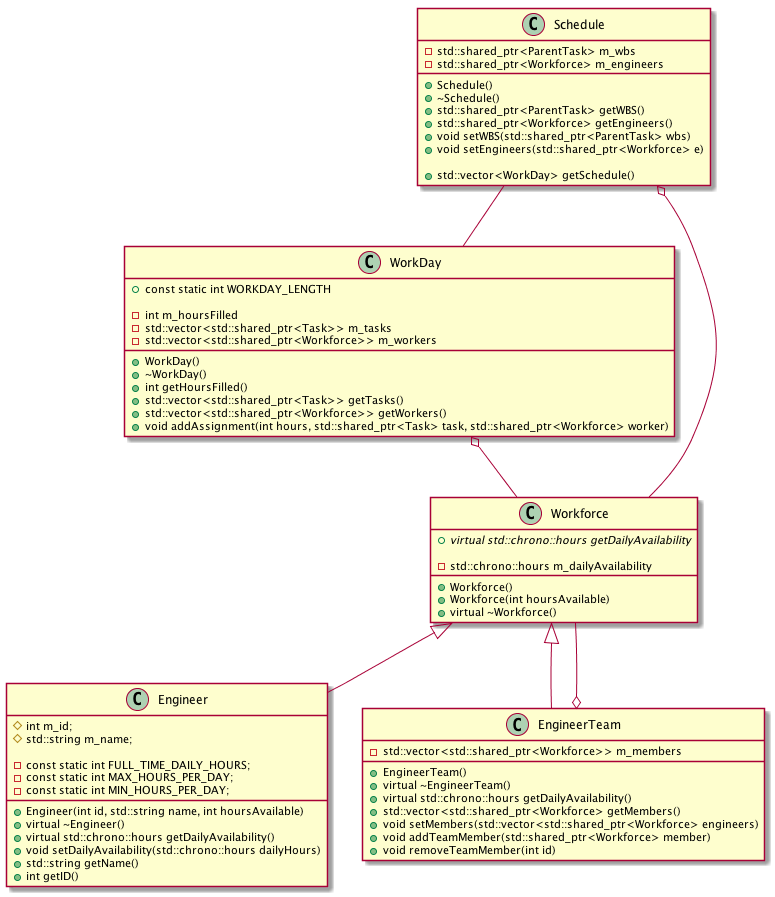 C Schedule
std::shared_ptr<ParentTask> m_wbs
std::shared_ptr<Workforce> m_engineers
Schedule()
~Schedule()
std::shared_ptr<ParentTask> getWBS()
std::shared_ptr<Workforce> getEngineers()
void setWBS(std::shared_ptr<ParentTask> wbs)
void setEngineers(std::shared_ptr<Workforce> e)
std::vector<WorkDay> getSchedule()
C WorkDay
const static int WORKDAY_LENGTH
int m_hoursFilled
std::vector<std::shared_ptr<Task>> m_tasks
std::vector<std::shared_ptr<Workforce>> m_workers
WorkDay()
~WorkDay()
int getHoursFilled()
std::vector<std::shared_ptr<Task>> getTasks()
std::vector<std::shared_ptr<Workforce>> getWorkers()
void addAssignment(int hours, std::shared_ptr<Task> task, std::shared_ptr<Workforce> worker)
C Workforce
virtual std::chrono::hours getDailyAvailability
std::chrono::hours m_dailyAvailability
Workforce()
Workforce(int hoursAvailable)
virtual ~Workforce()
C Engineer
int m_id;
std::string m_name;
const static int FULL_TIME_DAILY_HOURS;
const static int MAX_HOURS_PER_DAY;
const static int MIN_HOURS_PER_DAY;
Engineer(int id, std::string name, int hoursAvailable)
virtual ~Engineer()
virtual std::chrono::hours getDailyAvailability()
void setDailyAvailability(std::chrono::hours dailyHours)
std::string getName()
int getID()
C EngineerTeam
std::vector<std::shared_ptr<Workforce>> m_members
EngineerTeam()
virtual ~EngineerTeam()
virtual std::chrono::hours getDailyAvailability()
std::vector<std::shared_ptr<Workforce>> getMembers()
void setMembers(std::vector<std::shared_ptr<Workforce> engineers)
void addTeamMember(std::shared_ptr<Workforce> member)
void removeTeamMember(int id)